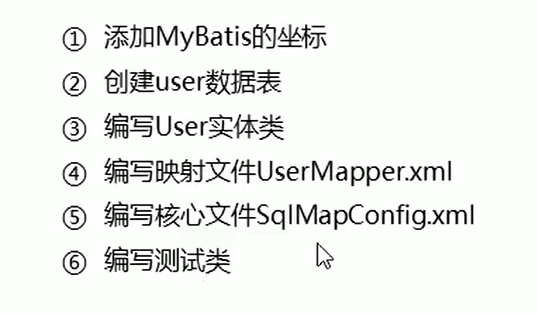 ① 添加MyBatis的坐标
② 创建user数据表
③ 编写User实体类
④ 编写映射文件UserMapper.xml
⑤ 编写核心文件SqlMapConfig.xml
⑥ 编写测试类